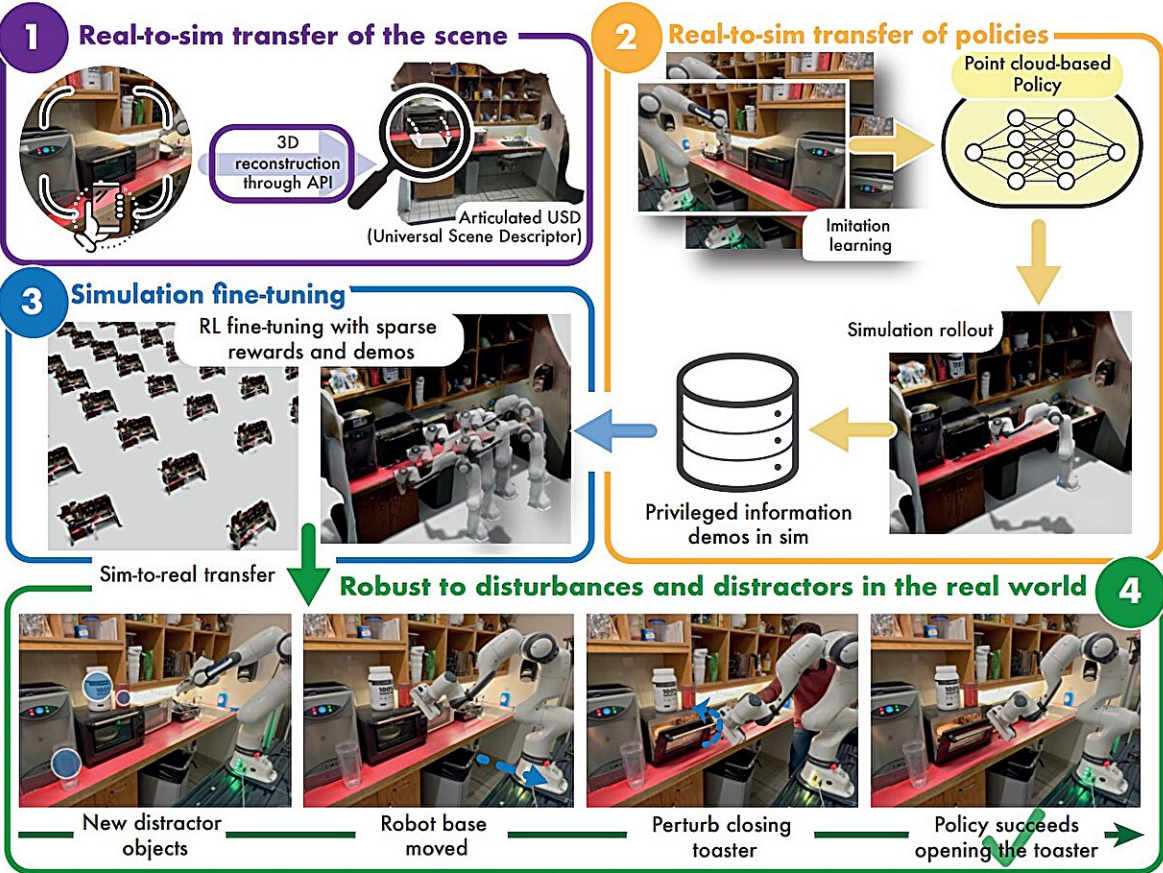 1
Real-to-sim transfer of the scene
3D
reconstruction
through API
Articulated USD
(Universal Scene Descriptor)
2
Real-to-sim transfer of policies
Point cloud-based
Policy
Imitation
learning
Simulation rollout
Privileged information
demos in sim
3
Simulation fine-tuning
RL fine-tuning with sparse
rewards and demos
Sim-to-real transfer
Robust to disturbances and distractors in the real world
4
New distractor
objects
Robot base
moved
Perturb closing
toaster
Policy succeeds
opening the toaster